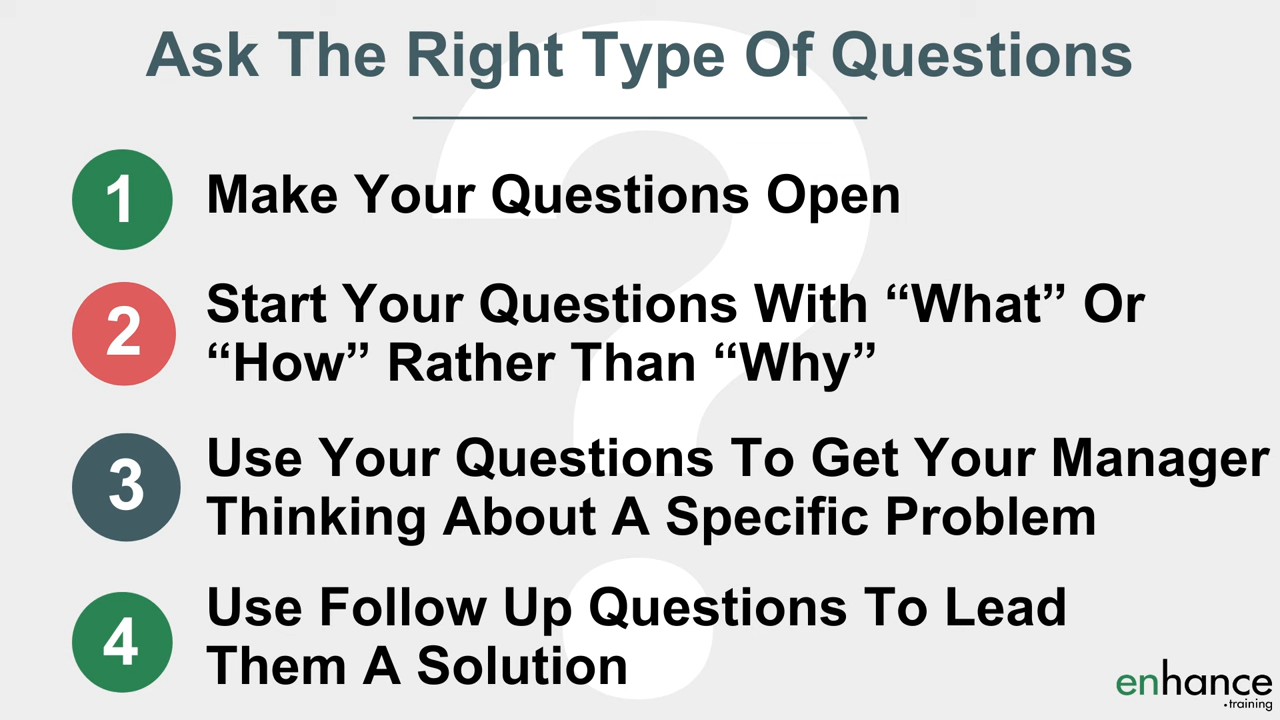 Ask The Right Type Of Questions
1
Make Your Questions Open
2
Start Your Questions With “What” Or
“How” Rather Than “Why”
3
Use Your Questions To Get Your Manager
Thinking About A Specific Problem
4
Use Follow Up Questions To Lead
Them A Solution
enhance
.training